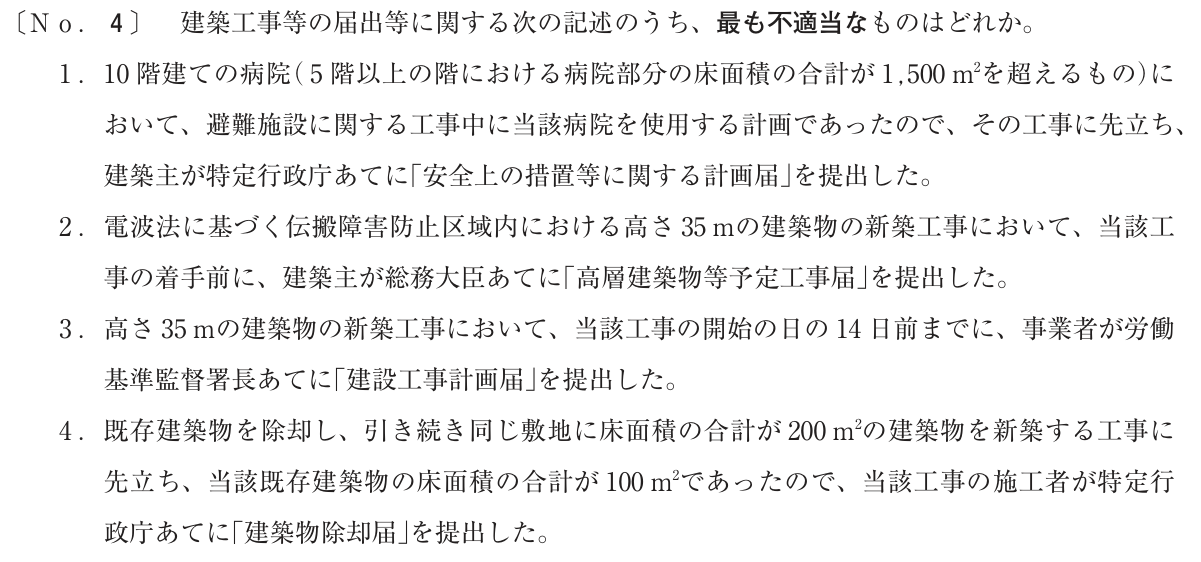 〔Ｎｏ．４〕　建築工事等の届出等に関する次の記述のうち、最も不適当なものはどれか。
１．10 階建ての病院（５階以上の階における病院部分の床面積の合計が 1,500 m²を超えるもの）に
おいて、避難施設に関する工事中に当該病院を使用する計画であったので、その工事に先立ち、
建築主が特定行政庁あてに「安全上の措置等に関する計画届」を提出した。
２．電波法に基づく伝搬障害防止区域内における高さ 35 mの建築物の新築工事において、当該工
事の着手前に、建築主が総務大臣あてに「高層建築物等予定工事届」を提出した。
３．高さ 35 mの建築物の新築工事において、当該工事の開始の日の 14 日前までに、事業者が労働
基準監督署長あてに「建設工事計画届」を提出した。
４．既存建築物を除却し、引き続き同じ敷地に床面積の合計が 200 m²の建築物を新築する工事に
先立ち、当該既存建築物の床面積の合計が 100 m²であったので、当該工事の施工者が特定行
政庁あてに「建築物除却届」を提出した。